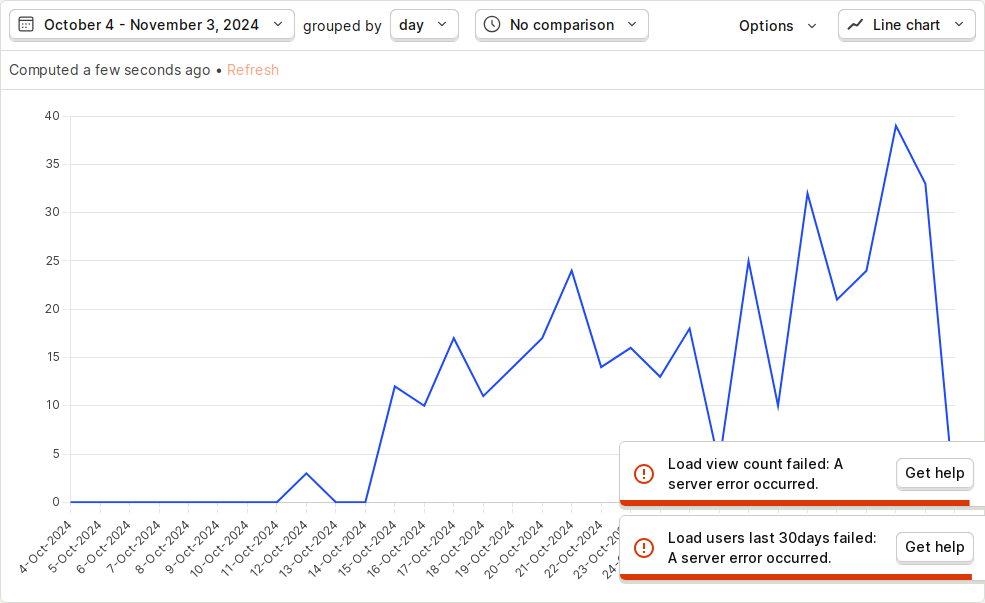 October 4 - November 3, 2024 grouped by day No comparison Options Line chart
Computed a few seconds ago • Refresh
40
35
30
25
20
15
10
5
0
4-Oct-2024
5-Oct-2024
6-Oct-2024
7-Oct-2024
8-Oct-2024
9-Oct-2024
10-Oct-2024
11-Oct-2024
12-Oct-2024
13-Oct-2024
14-Oct-2024
15-Oct-2024
16-Oct-2024
17-Oct-2024
18-Oct-2024
19-Oct-2024
20-Oct-2024
21-Oct-2024
22-Oct-2024
Load view count failed: A
server error occurred.
Get help
Load users last 30days failed:
A server error occurred.
Get help